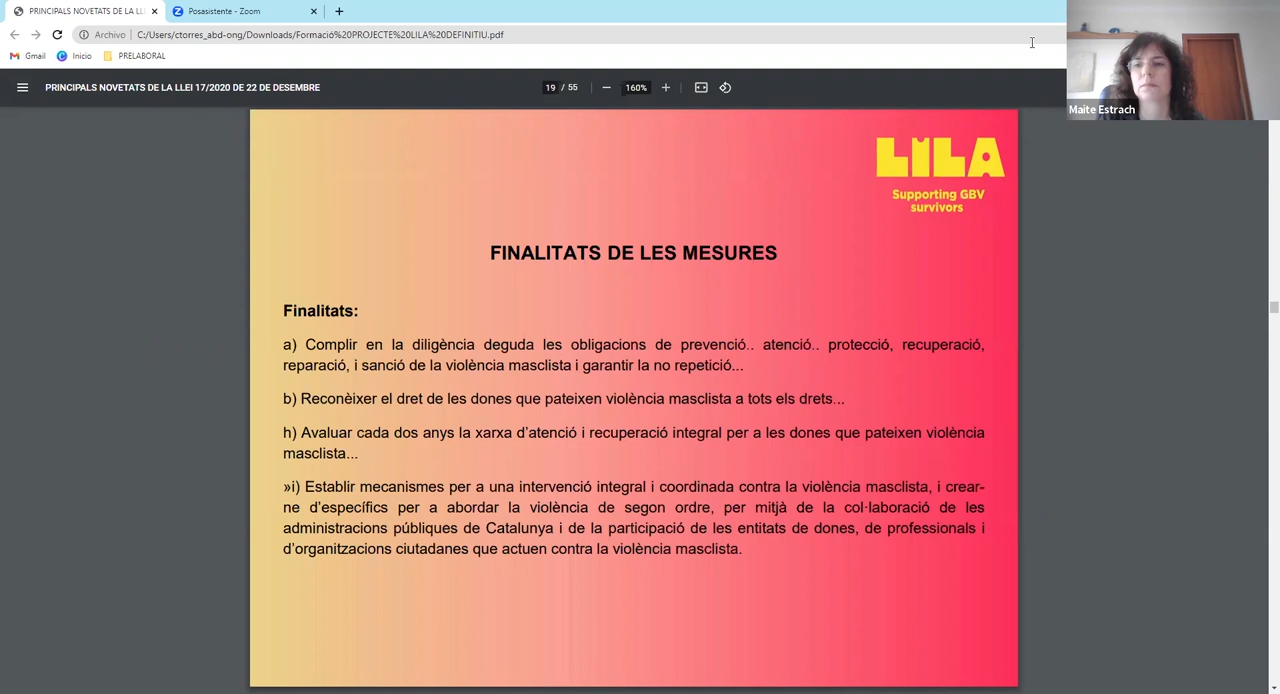 PRINCIPALS NOVETATS DE LA LL
Posasistente - Zoom
Archivo
C:/Users/ctorres_abd-ong/Downloads/Formació%20PROJECTE%20LILA%20DEFINITIU.pdf
Gmail
Inicio
PRELABORAL
PRINCIPALS NOVETATS DE LA LLEI 17/2020 DE 22 DE DESEMBRE
19 / 55
160%
Maite Estrach
LILA
Supporting GBV
survivors
FINALITATS DE LES MESURES
Finalitats:
a) Complir en la diligència deguda les obligacions de prevenció.. atenció.. protecció, recuperació,
reparació, i sanció de la violència masclista i garantir la no repetició...
b) Reconèixer el dret de les dones que pateixen violència masclista a tots els drets...
h) Avaluar cada dos anys la xarxa d’atenció i recuperació integral per a les dones que pateixen violència
masclista...
»i) Establir mecanismes per a una intervenció integral i coordinada contra la violència masclista, i crear-
ne d’específics per a abordar la violència de segon ordre, per mitjà de la col·laboració de les
administracions públiques de Catalunya i de la participació de les entitats de dones, de professionals i
d’organitzacions ciutadanes que actuen contra la violència masclista.